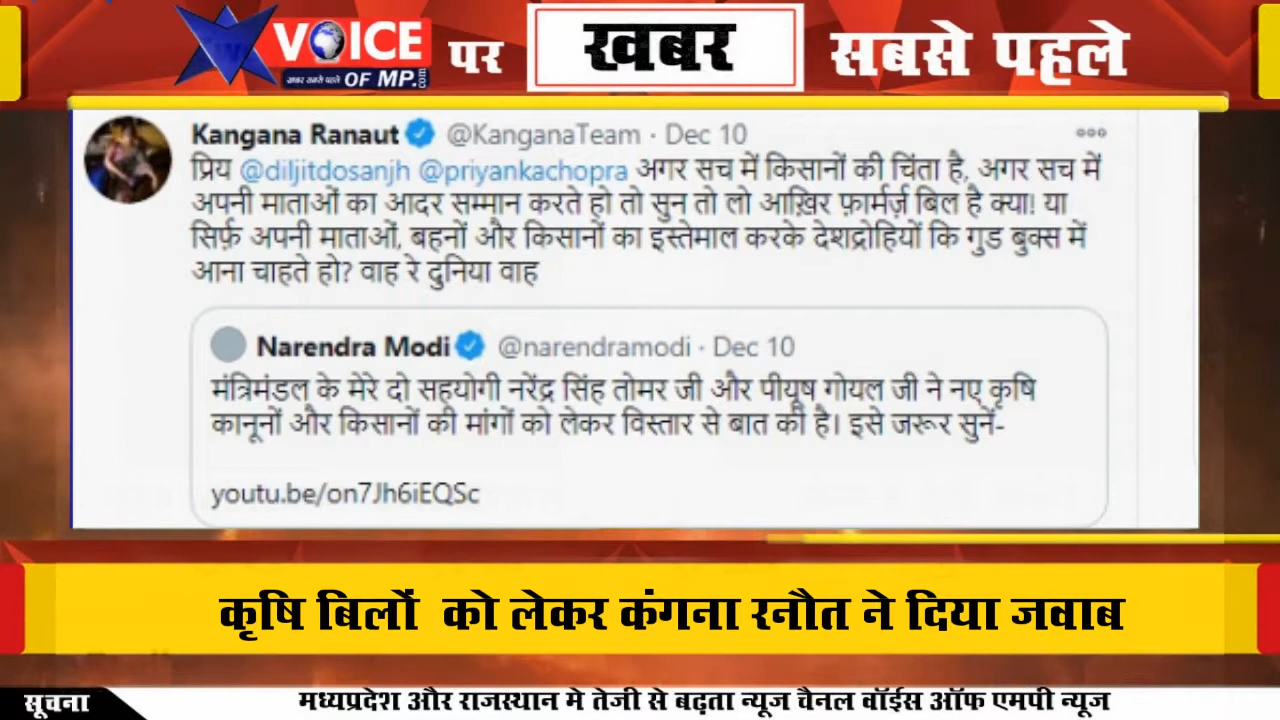 VOICE
खबर सबसे पहले OF MP.com
पर खबर सबसे पहले
Kangana Ranaut @KanganaTeam · Dec 10
प्रिय @diljitdosanjh @priyankachopra अगर सच में किसानों की चिंता है, अगर सच में
अपनी माताओं का आदर सम्मान करते हो तो सुन तो लो आख़िर फ़ार्मर्ज़ बिल है क्या! या
सिर्फ़ अपनी माताओं, बहनों और किसानों का इस्तेमाल करके देशद्रोहियों कि गुड बुक्स में
आना चाहते हो? वाह रे दुनिया वाह
Narendra Modi @narendramodi · Dec 10
मंत्रिमंडल के मेरे दो सहयोगी नरेंद्र सिंह तोमर जी और पीयूष गोयल जी ने नए कृषि
कानूनों और किसानों की मांगों को लेकर विस्तार से बात की है। इसे जरूर सुनें-
youtu.be/on7Jh6iEQSc
कृषि बिलों को लेकर कंगना रनौत ने दिया जवाब
सूचना मध्यप्रदेश और राजस्थान मे तेजी से बढ़ता न्यूज चैनल वॉईस ऑफ एमपी न्यूज